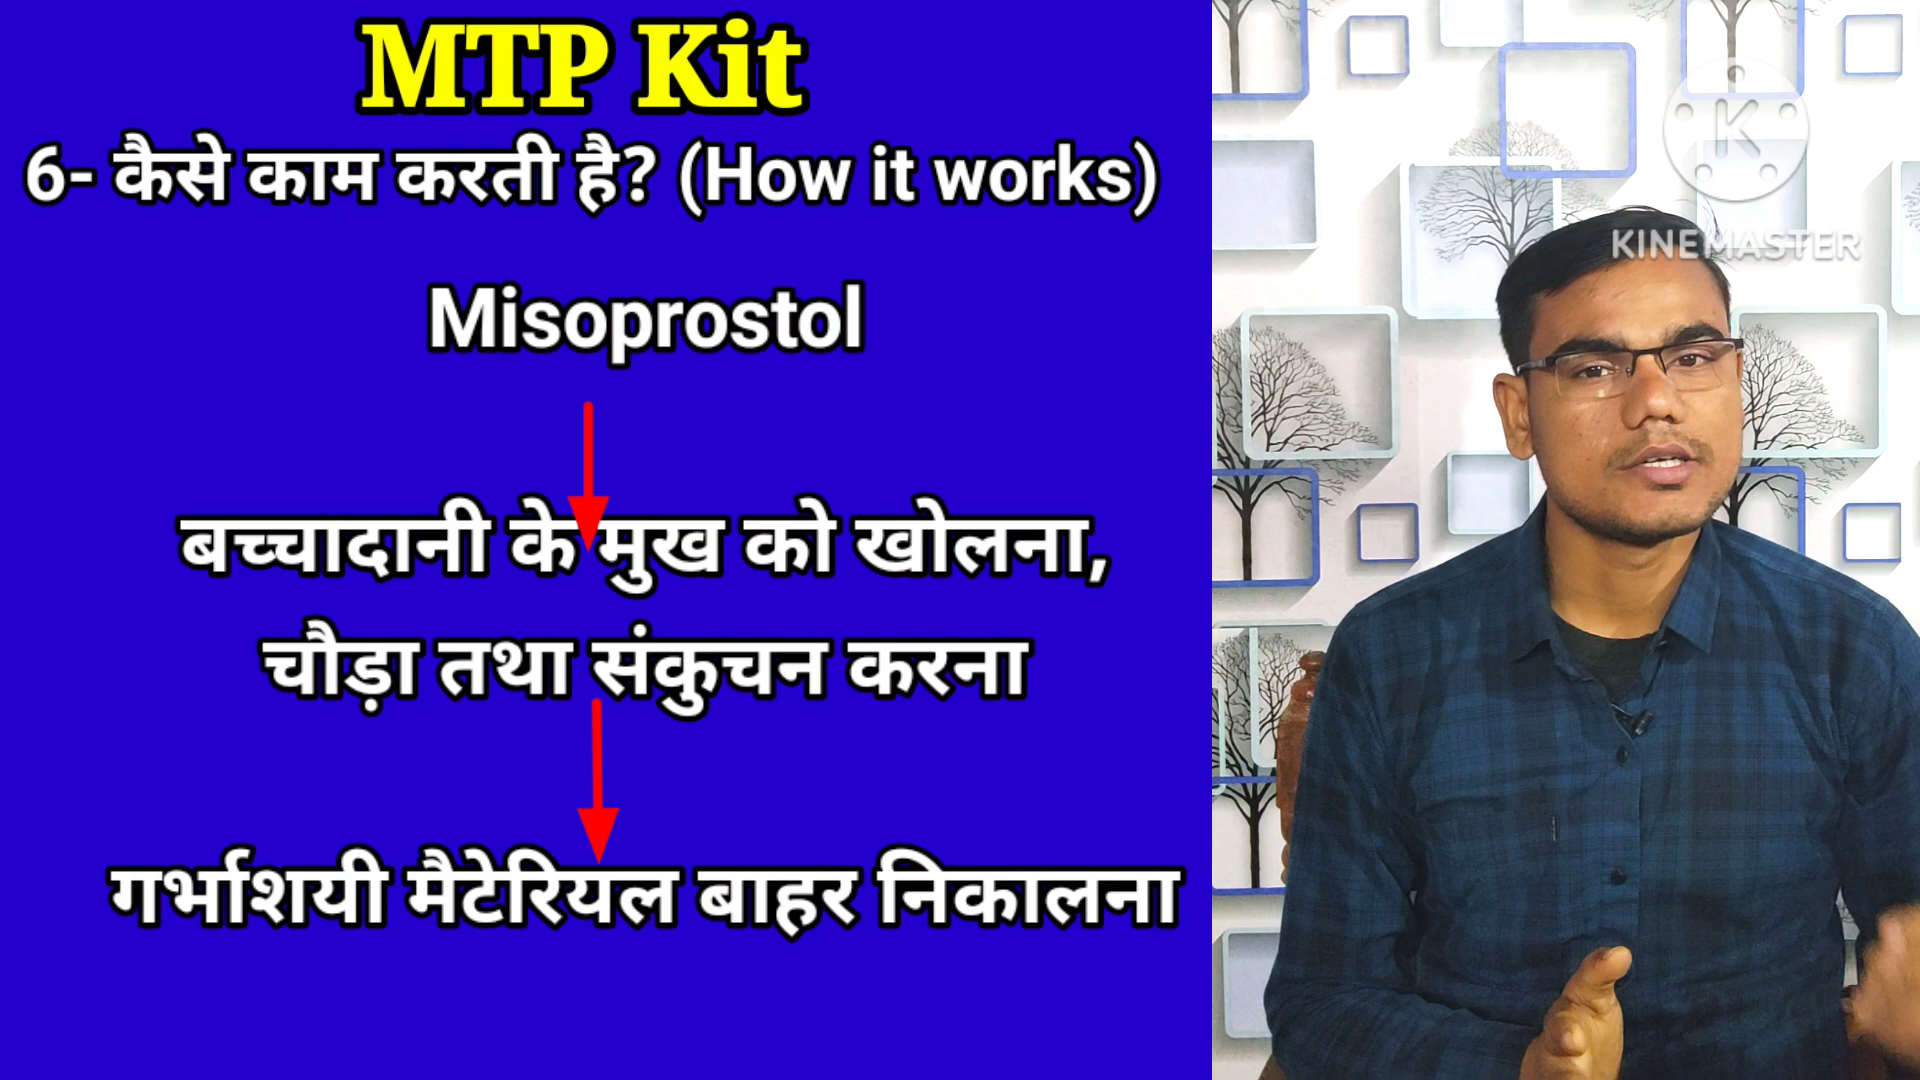 MTP Kit
6- कैसे काम करती है? (How it works)
Misoprostol
बच्चादानी के मुख को खोलना,
चौड़ा तथा संकुचन करना
गर्भाशयी मैटेरियल बाहर निकालना
K
KINEMASTER